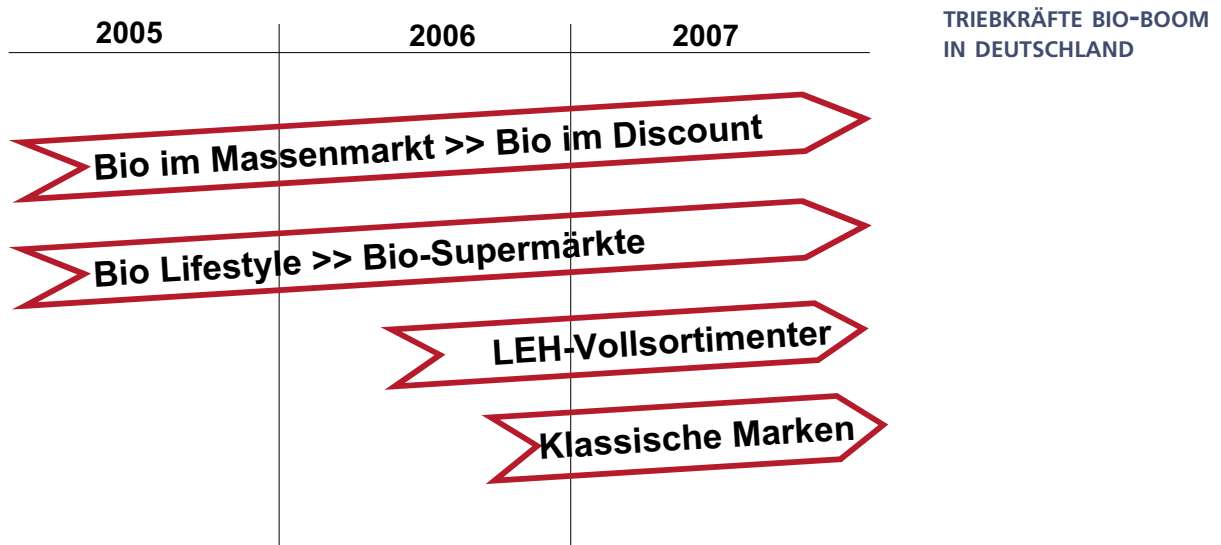 2005 2006 2007
TRIEBKRÄFTE BIO-BOOM
IN DEUTSCHLAND
Bio im Massenmarkt >> Bio im Discount
Bio Lifestyle >> Bio-Supermärkte
LEH-Vollsortimenter
Klassische Marken